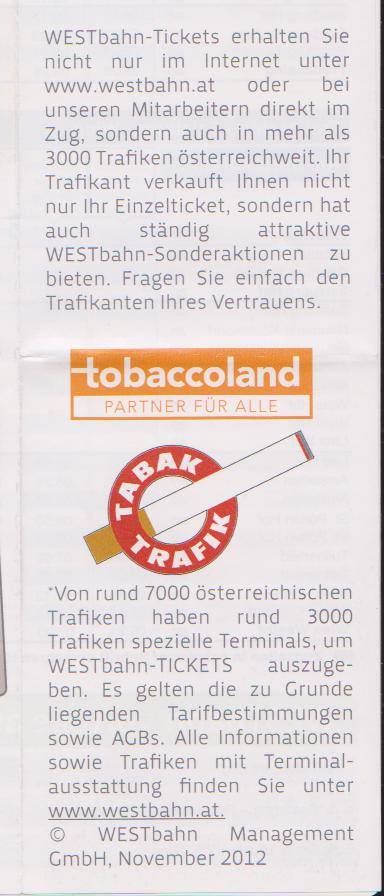 WESTbahn-Tickets erhalten Sie
nicht nur im Internet unter
www.westbahn.at oder bei
unseren Mitarbeitern direkt im
Zug, sondern auch in mehr als
3000 Trafiken österreichweit. Ihr
Trafikant verkauft Ihnen nicht
nur Ihr Einzelticket, sondern hat
auch ständig attraktive
WESTbahn-Sonderaktionen zu
bieten. Fragen Sie einfach den
Trafikanten Ihres Vertrauens.
tobaccoland
PARTNER FÜR ALLE
TABAK
TRAFIK
*Von rund 7000 österreichischen
Trafiken haben rund 3000
Trafiken spezielle Terminals, um
WESTbahn-TICKETS auszuge-
ben. Es gelten die zu Grunde
liegenden Tarifbestimmungen
sowie AGBs. Alle Informationen
sowie Trafiken mit Terminal-
ausstattung finden Sie unter
www.westbahn.at.
© WESTbahn Management
GmbH, November 2012